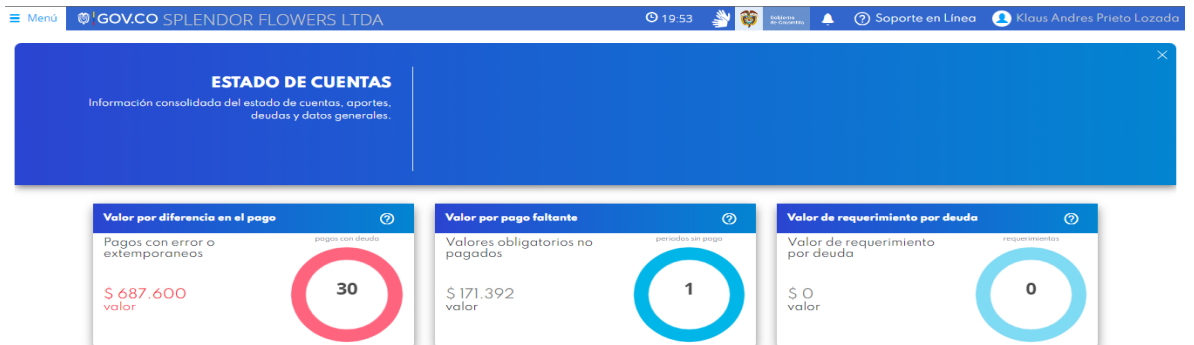 Menú GOV.CO SPLENDOR FLOWERS LTDA 19:53 Gobierno de Colombia Soporte en Línea Klaus Andres Prieto Lozada
ESTADO DE CUENTAS
Información consolidada del estado de cuentas, aportes,
deudas y datos generales.
Valor por diferencia en el pago
Pagos con error o
extemporaneos
pagos con deuda
30
$ 687.600
valor
Valor por pago faltante
Valores obligatorios no
pagados
periodos sin pago
1
$ 171.392
valor
Valor de requerimiento por deuda
Valor de requerimiento
por deuda
requerimientos
0
$ 0
valor